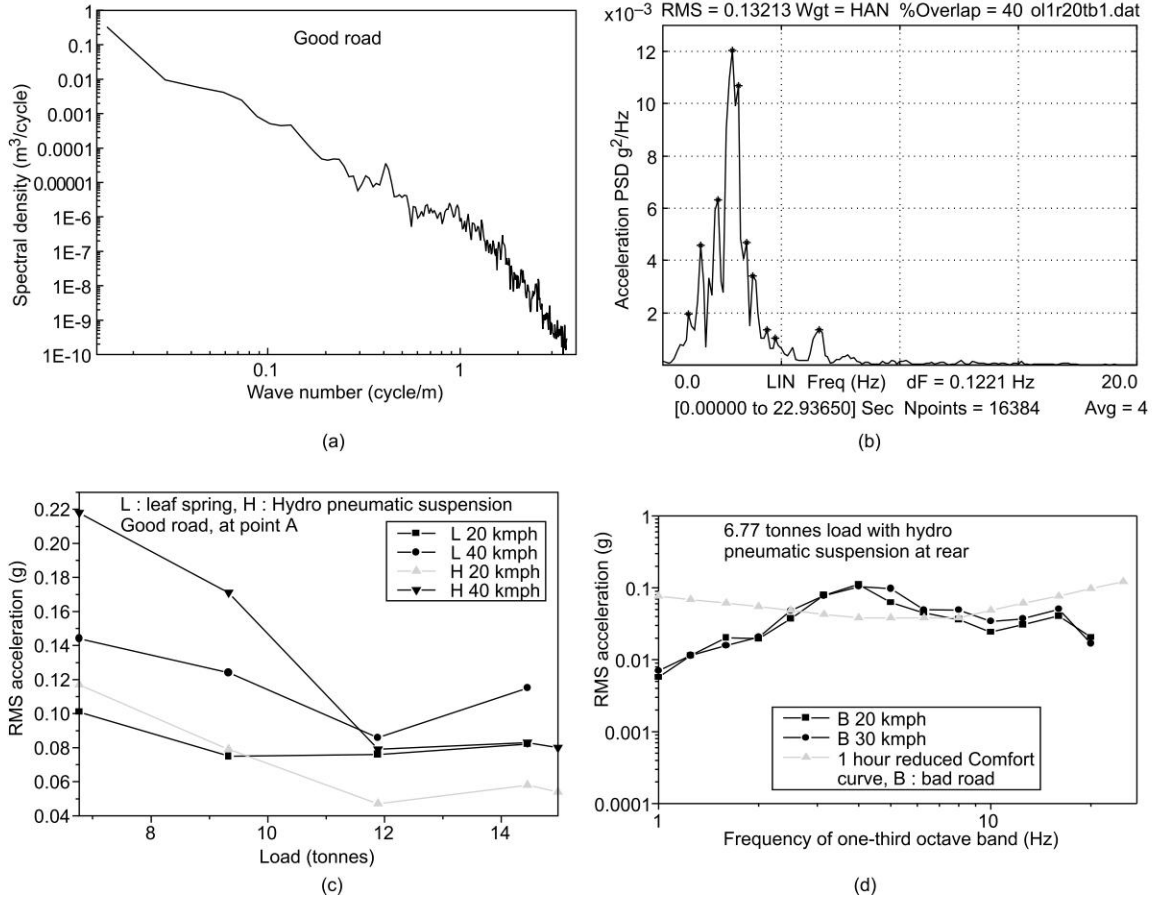 Good road
1
0.1
0.01
0.001
0.0001
0.00001
1E-6
1E-7
1E-8
1E-9
1E-10
Spectral density (m³/cycle)
0.1
1
Wave number (cycle/m)
(a)
×10⁻³
RMS = 0.13213 Wgt = HAN %Overlap = 40 ol1r20tb1.dat
12
10
8
6
4
2
Acceleration PSD g²/Hz
0.0 LIN Freq (Hz) dF = 0.1221 Hz 20.0
[0.00000 to 22.93650] Sec Npoints = 16384 Avg = 4
(b)
L : leaf spring, H : Hydro pneumatic suspension
Good road, at point A
L 20 kmph
L 40 kmph
H 20 kmph
H 40 kmph
0.22
0.20
0.18
0.16
0.14
0.12
0.10
0.08
0.06
0.04
RMS acceleration (g)
8
10
12
14
Load (tonnes)
(c)
6.77 tonnes load with hydro
pneumatic suspension at rear
1
0.1
0.01
0.001
0.0001
RMS acceleration (g)
B 20 kmph
B 30 kmph
1 hour reduced Comfort
curve, B : bad road
1
10
Frequency of one-third octave band (Hz)
(d)